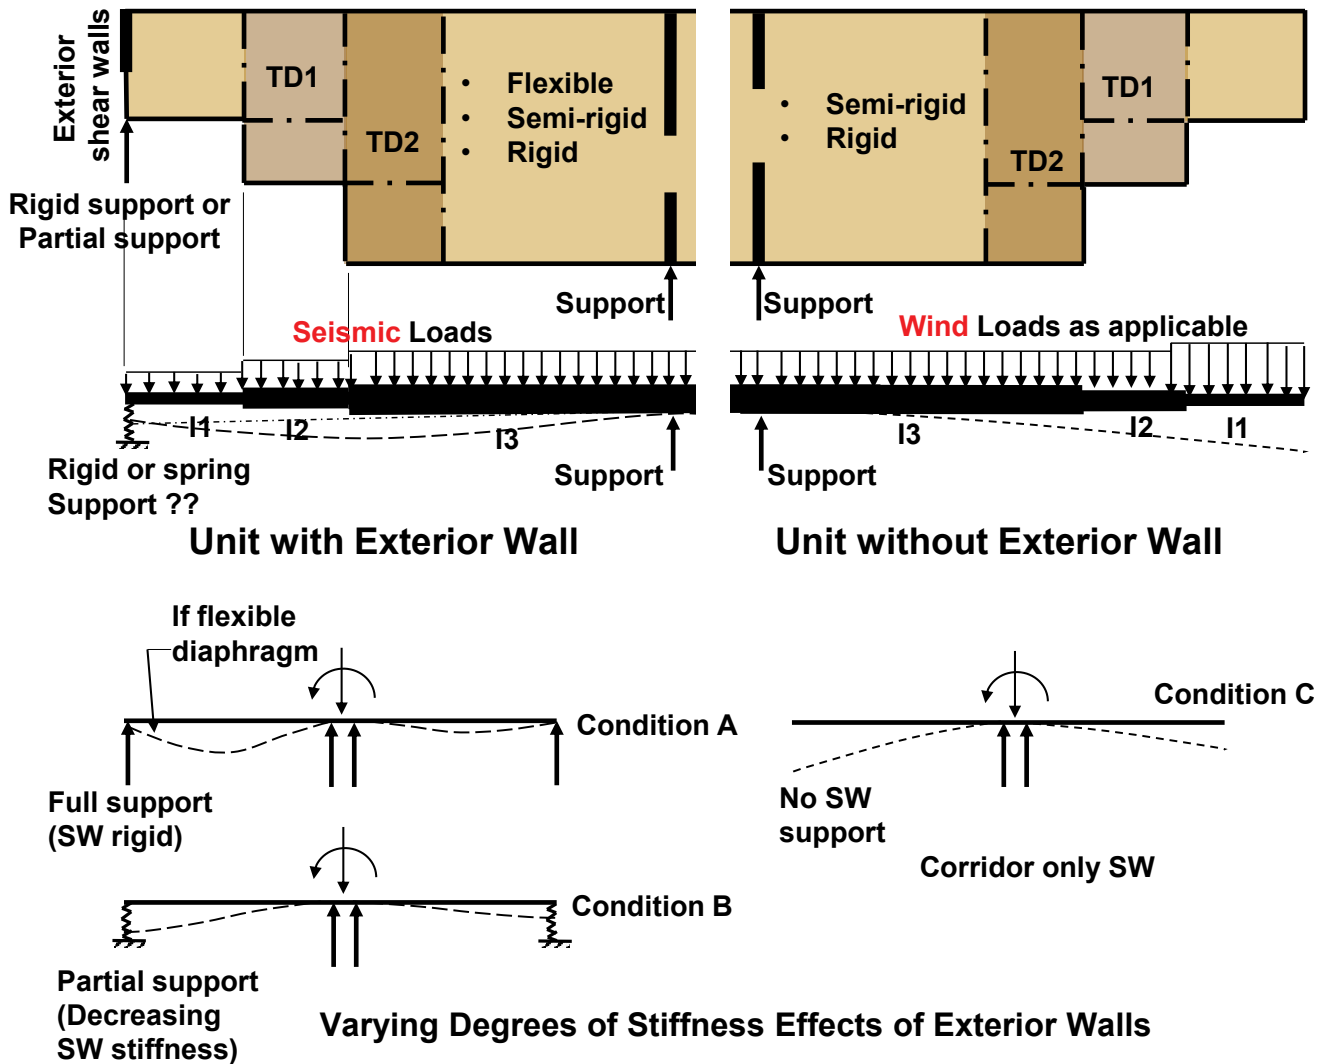 Exterior
shear walls
TD1
TD2
• Flexible
• Semi-rigid
• Rigid
• Semi-rigid
• Rigid
TD1
TD2
Rigid support or
Partial support
Support
Support
Seismic Loads
Wind Loads as applicable
I1
I2
I3
I3
I2
I1
Rigid or spring
Support ??
Support
Support
Unit with Exterior Wall
Unit without Exterior Wall
If flexible
diaphragm
Condition A
Condition C
Full support
(SW rigid)
No SW
support
Corridor only SW
Condition B
Partial support
(Decreasing
SW stiffness)
Varying Degrees of Stiffness Effects of Exterior Walls